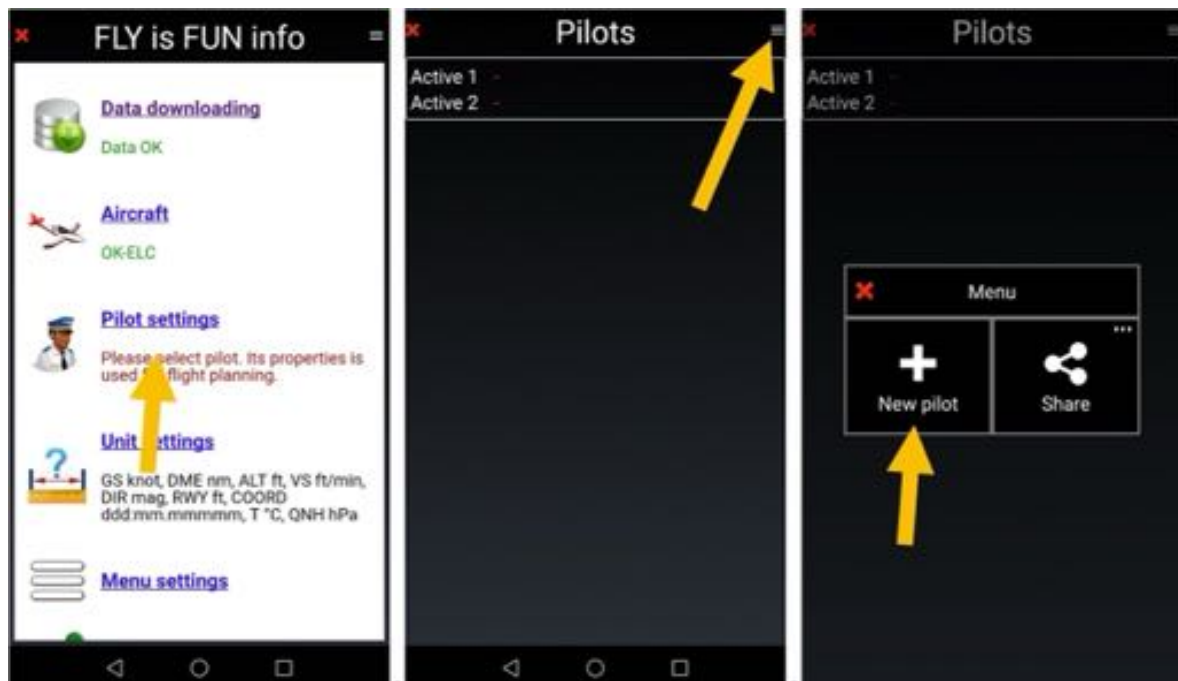 FLY is FUN info
Data downloading
Data OK
Aircraft
OK-ELC
Pilot settings
Please select pilot. Its properties is
used flight planning.
Unit ttings
GS knot, DME nm, ALT ft, VS ft/min,
DIR mag, RWY ft, COORD
ddd:mm.mmmmm, T °C, QNH hPa
Menu settings
Pilots
Active 1 -
Active 2 -
Pilots
Active 1 -
Active 2 -
Menu
New pilot
Share